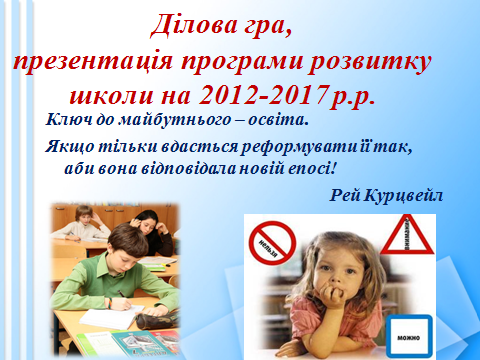 Ділова гра,
презентація програми розвитку
школи на 2012-2017 р.р.
Ключ до майбутнього – освіта.
Якщо тільки вдасться реформувати її так,
аби вона відповідала новій епосі!
Рей Курцвейл
нельзя
внимание
можно